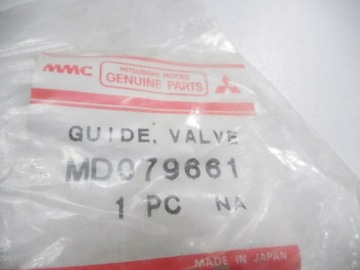 MMC MITSUBISHI MOTORS
GENUINE PARTS
GUIDE, VALVE
MD079661
1 PC NA
MADE IN JAPAN